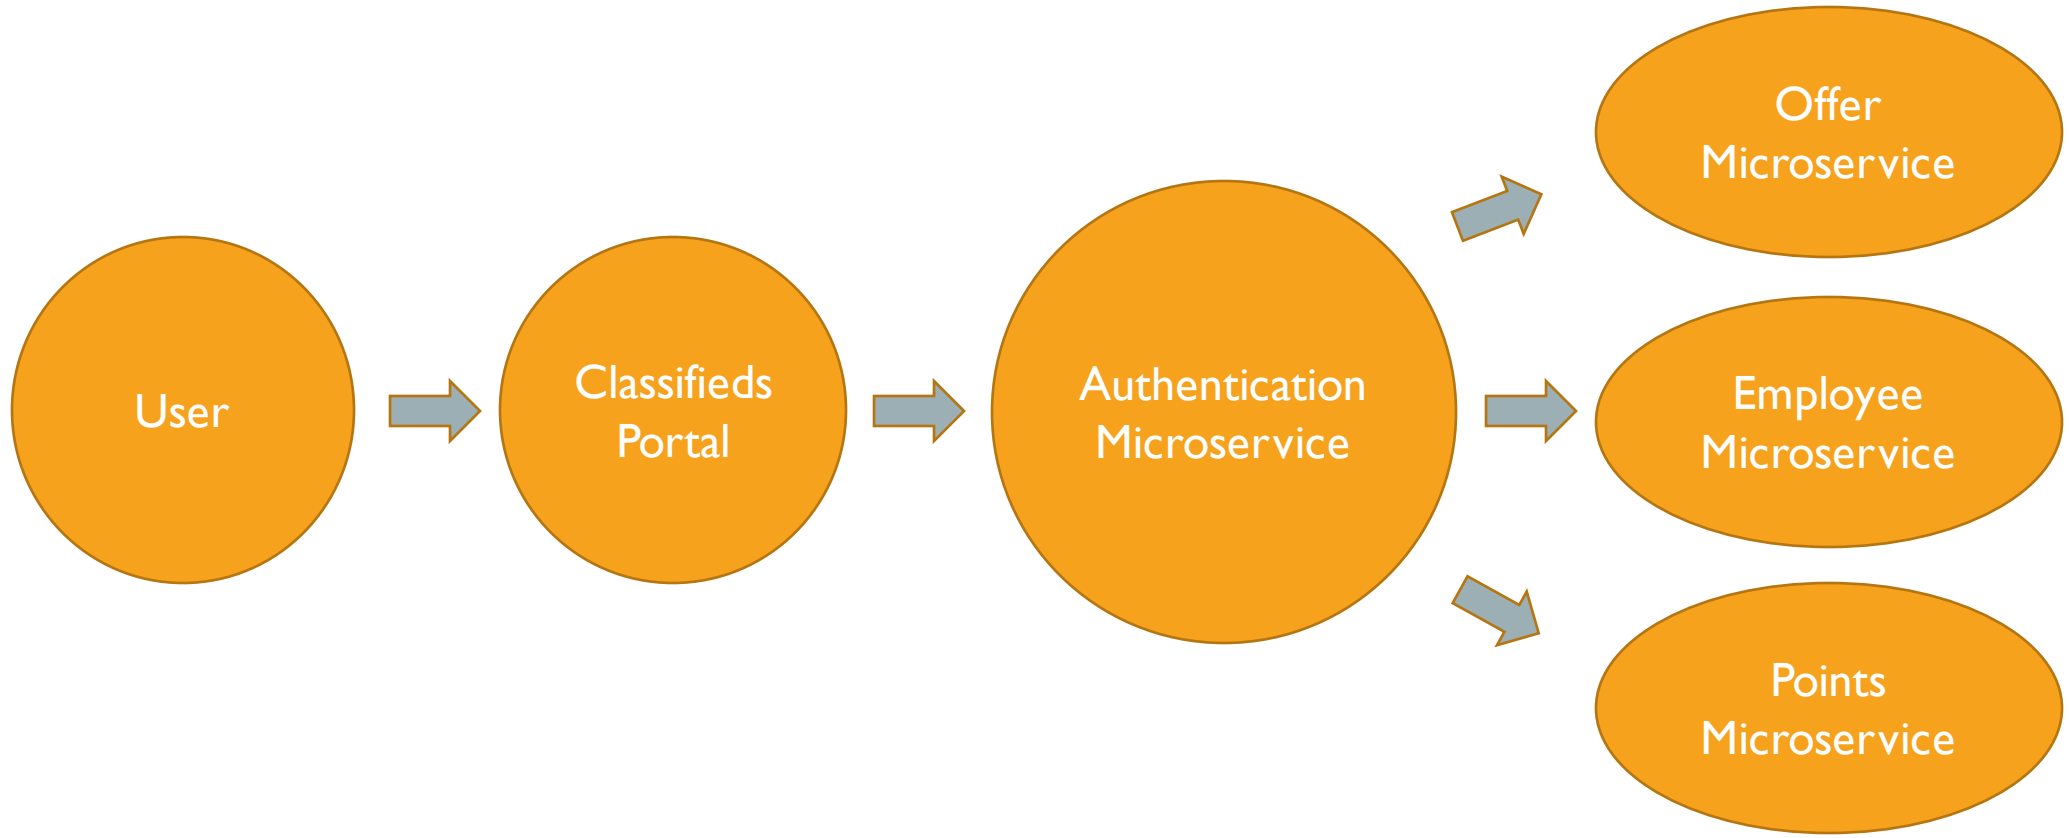 User
Classifieds
Portal
Authentication
Microservice
Offer
Microservice
Employee
Microservice
Points
Microservice